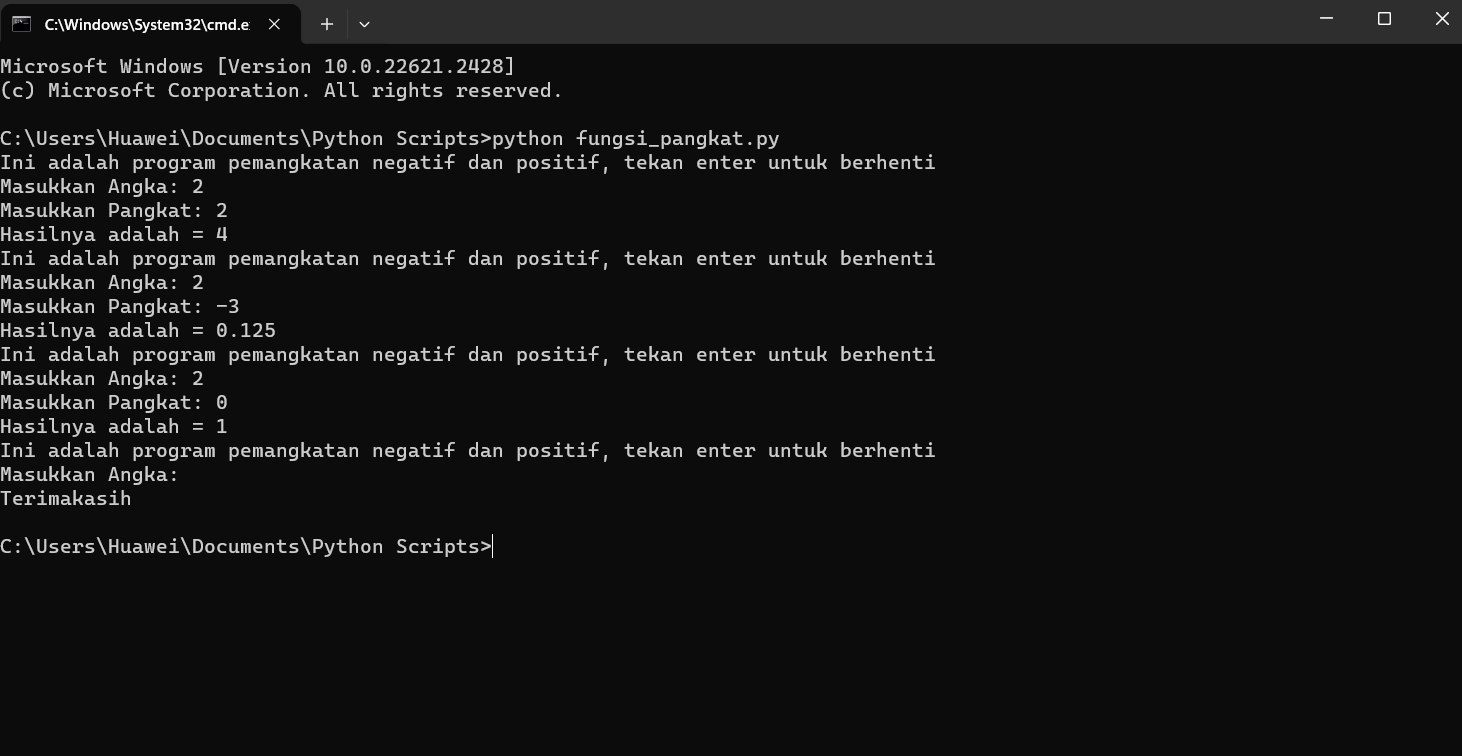 C:\Windows\System32\cmd.e
Microsoft Windows [Version 10.0.22621.2428]
(c) Microsoft Corporation. All rights reserved.
C:\Users\Huawei\Documents\Python Scripts>python fungsi_pangkat.py
Ini adalah program pemangkatan negatif dan positif, tekan enter untuk berhenti
Masukkan Angka: 2
Masukkan Pangkat: 2
Hasilnya adalah = 4
Ini adalah program pemangkatan negatif dan positif, tekan enter untuk berhenti
Masukkan Angka: 2
Masukkan Pangkat: -3
Hasilnya adalah = 0.125
Ini adalah program pemangkatan negatif dan positif, tekan enter untuk berhenti
Masukkan Angka: 2
Masukkan Pangkat: 0
Hasilnya adalah = 1
Ini adalah program pemangkatan negatif dan positif, tekan enter untuk berhenti
Masukkan Angka:
Terimakasih
C:\Users\Huawei\Documents\Python Scripts>